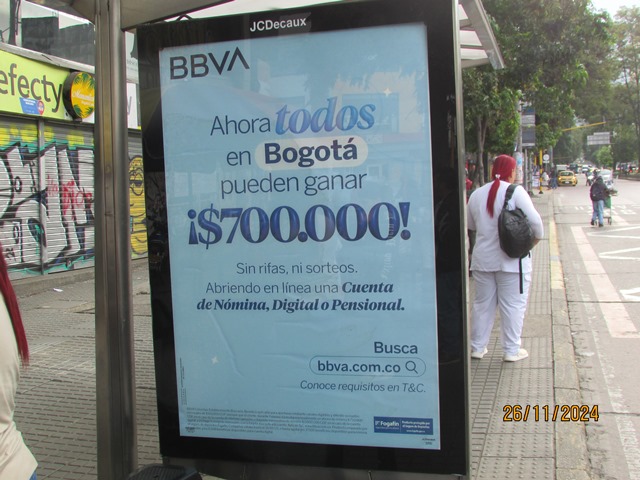 JCDecaux
efecty
BBVA
Ahora todos
en Bogotá
pueden ganar
¡$700.000!
Sin rifas, ni sorteos.
Abriendo en línea una Cuenta
de Nómina, Digital o Pensional.
Busca
bbva.com.co
Conoce requisitos en T&C.
Fogafín
26/11/2024